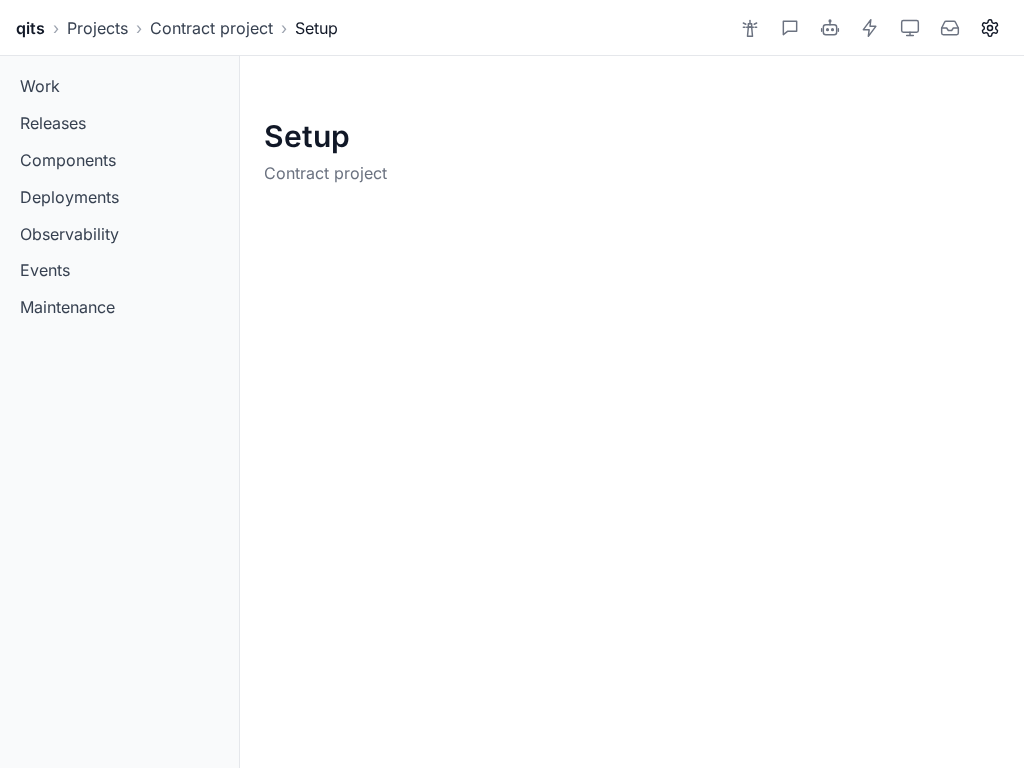 qits › Projects › Contract project › Setup
Work
Releases
Components
Deployments
Observability
Events
Maintenance
Setup
Contract project